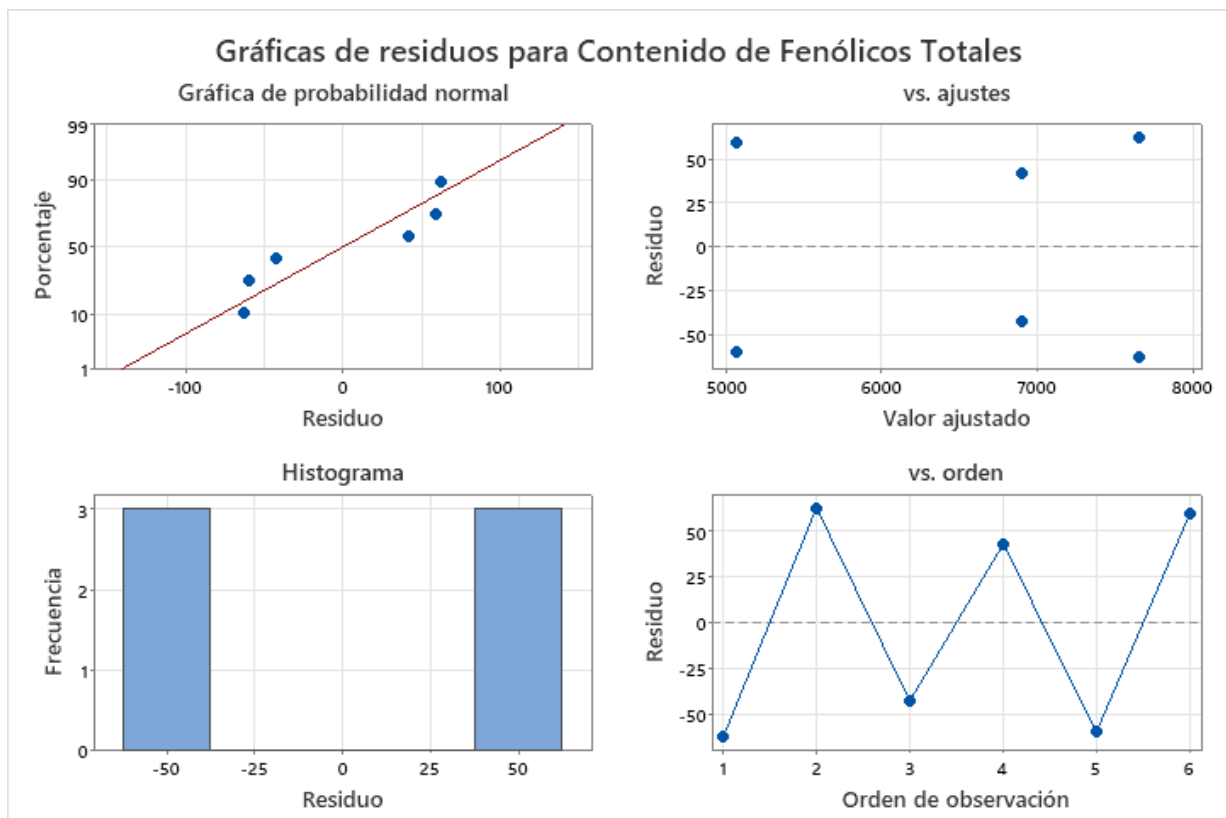 Gráficas de residuos para Contenido de Fenólicos Totales
Gráfica de probabilidad normal
99
90
50
10
1
Porcentaje
-100 0 100
Residuo
vs. ajustes
50
25
0
-25
-50
Residuo
5000 6000 7000 8000
Valor ajustado
Histograma
3
2
1
0
Frecuencia
-50 -25 0 25 50
Residuo
vs. orden
50
25
0
-25
-50
Residuo
1 2 3 4 5 6
Orden de observación